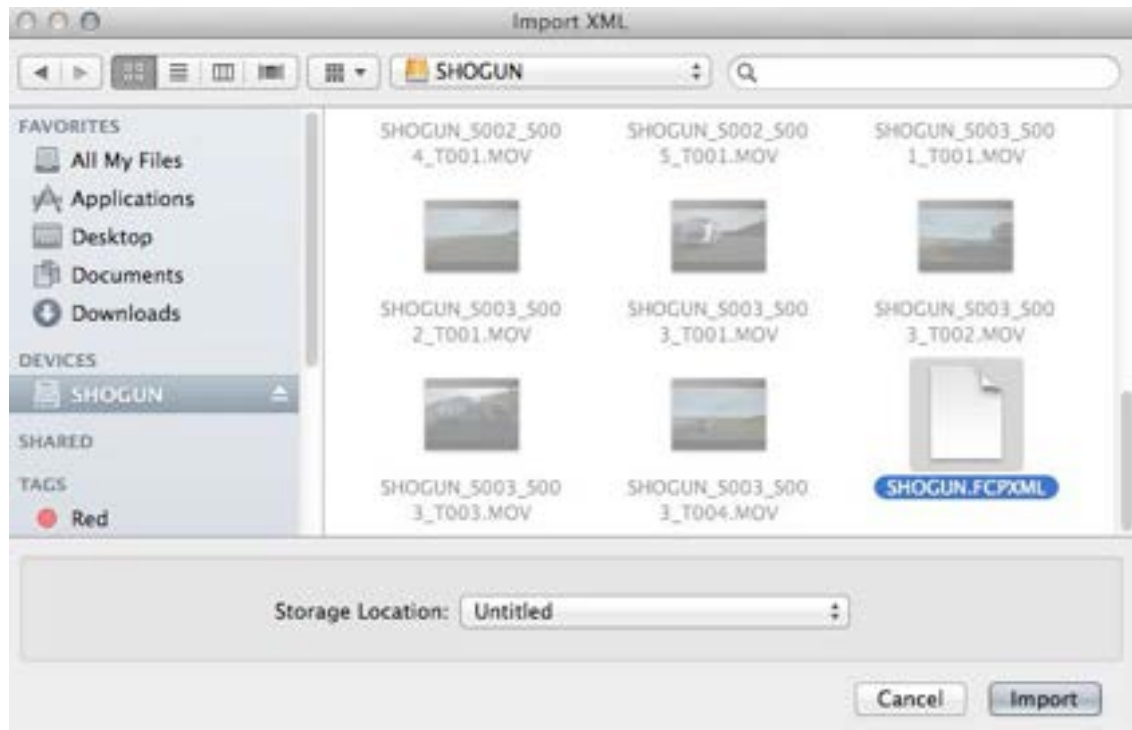 Import XML
SHOGUN
FAVORITES
All My Files
Applications
Desktop
Documents
Downloads
DEVICES
SHOGUN
SHARED
TAGS
Red
SHOGUN_S002_S00
4_T001.MOV
SHOGUN_S002_S00
5_T001.MOV
SHOGUN_S003_S00
1_T001.MOV
SHOGUN_S003_S00
2_T001.MOV
SHOGUN_S003_S00
3_T001.MOV
SHOGUN_S003_S00
3_T002.MOV
SHOGUN_S003_S00
3_T003.MOV
SHOGUN_S003_S00
3_T004.MOV
SHOGUN.FCPXML
Storage Location: Untitled
Cancel Import